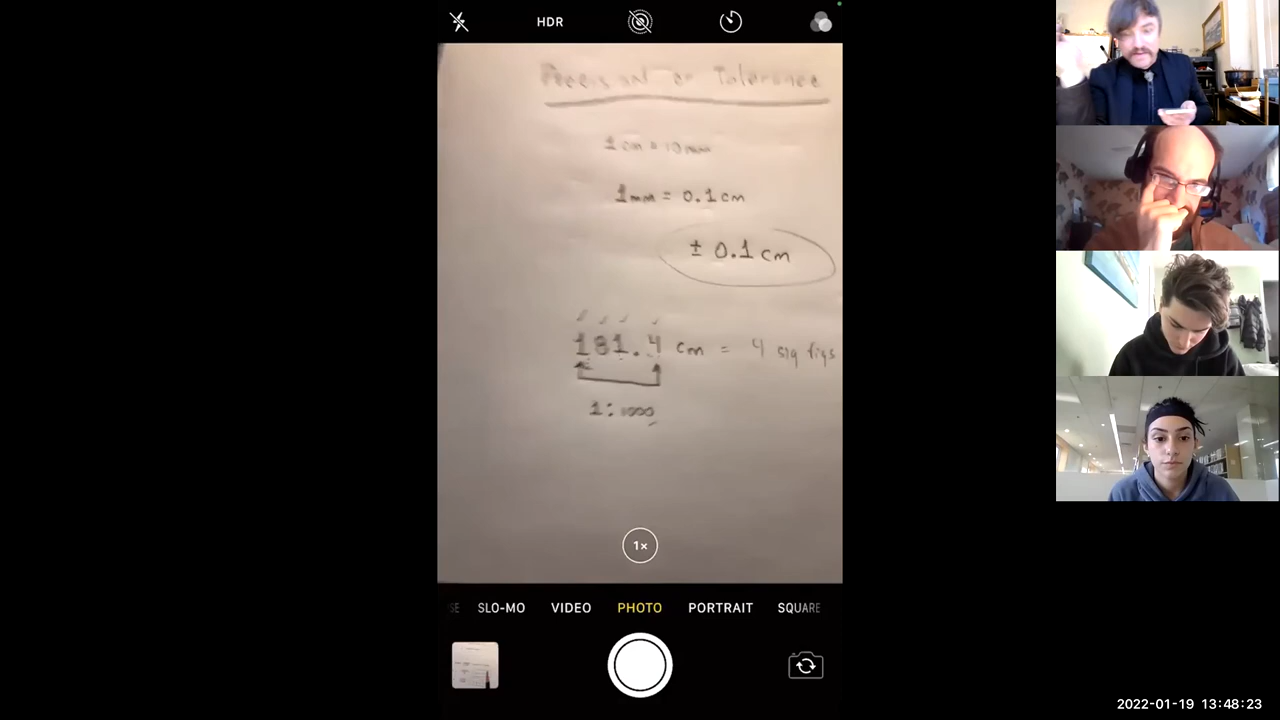 HDR
or Tolerance
1 cm = 10 mm
1 mm = 0.1 cm
± 0.1 cm
181.4 cm = 4 sig figs
1:1000
1×
SLO-MO VIDEO PHOTO PORTRAIT SQUARE
2022-01-19 13:48:23